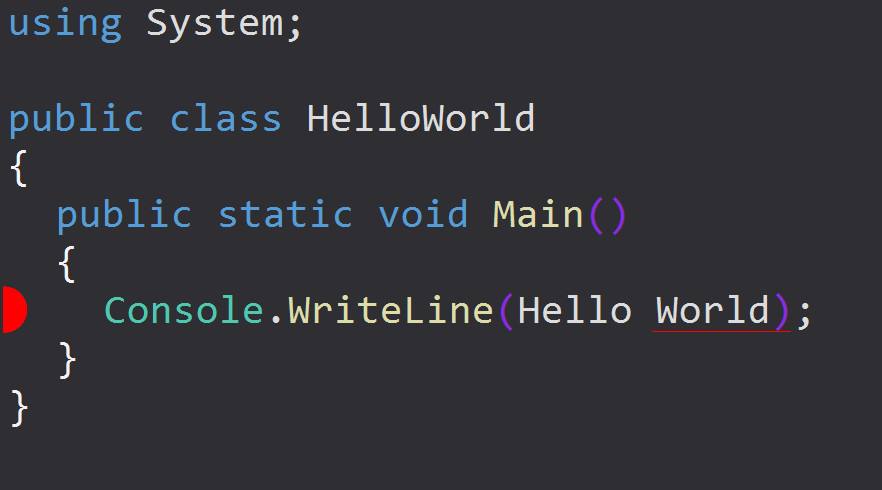 using System;

public class HelloWorld
{
  public static void Main()
  {
    Console.WriteLine(Hello World);
  }
}